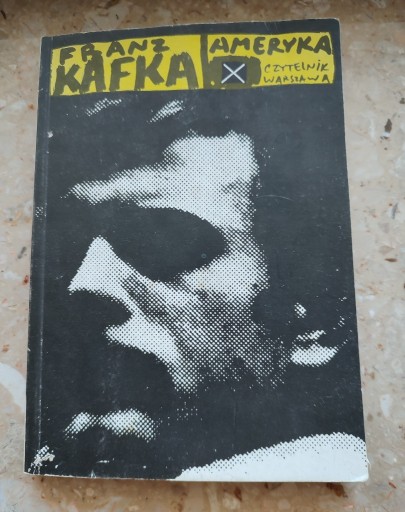 FRANZ
KAFKA
AMERYKA
CZYTELNIK
WARSZAWA